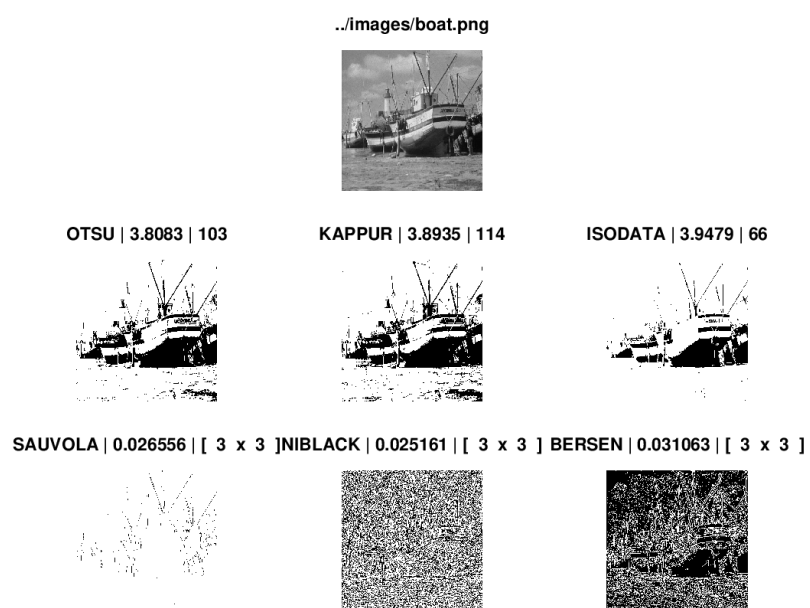 ../images/boat.png
OTSU | 3.8083 | 103
KAPPUR | 3.8935 | 114
ISODATA | 3.9479 | 66
SAUVOLA | 0.026556 | [ 3 x 3 ]
NIBLACK | 0.025161 | [ 3 x 3 ]
BERSEN | 0.031063 | [ 3 x 3 ]